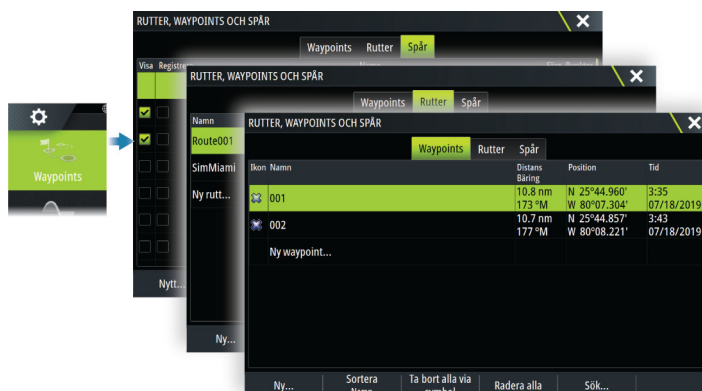 Waypoints
RUTTER, WAYPOINTS OCH SPÅR
Waypoints Rutter Spår
Visa
Nytt...
RUTTER, WAYPOINTS OCH SPÅR
Waypoints Rutter Spår
Namn
Route001
SimMiami
Ny rutt...
Ny...
RUTTER, WAYPOINTS OCH SPÅR
Waypoints Rutter Spår
Ikon Namn Distans Position Tid
Bäring
001 10.8 nm N 25°44.960' 3:35
173 °M W 80°07.304' 07/18/2019
002 10.7 nm N 25°44.857' 3:43
177 °M W 80°08.221' 07/18/2019
Ny waypoint...
Ny... Sortera Ta bort alla via Radera alla Sök...
symbol